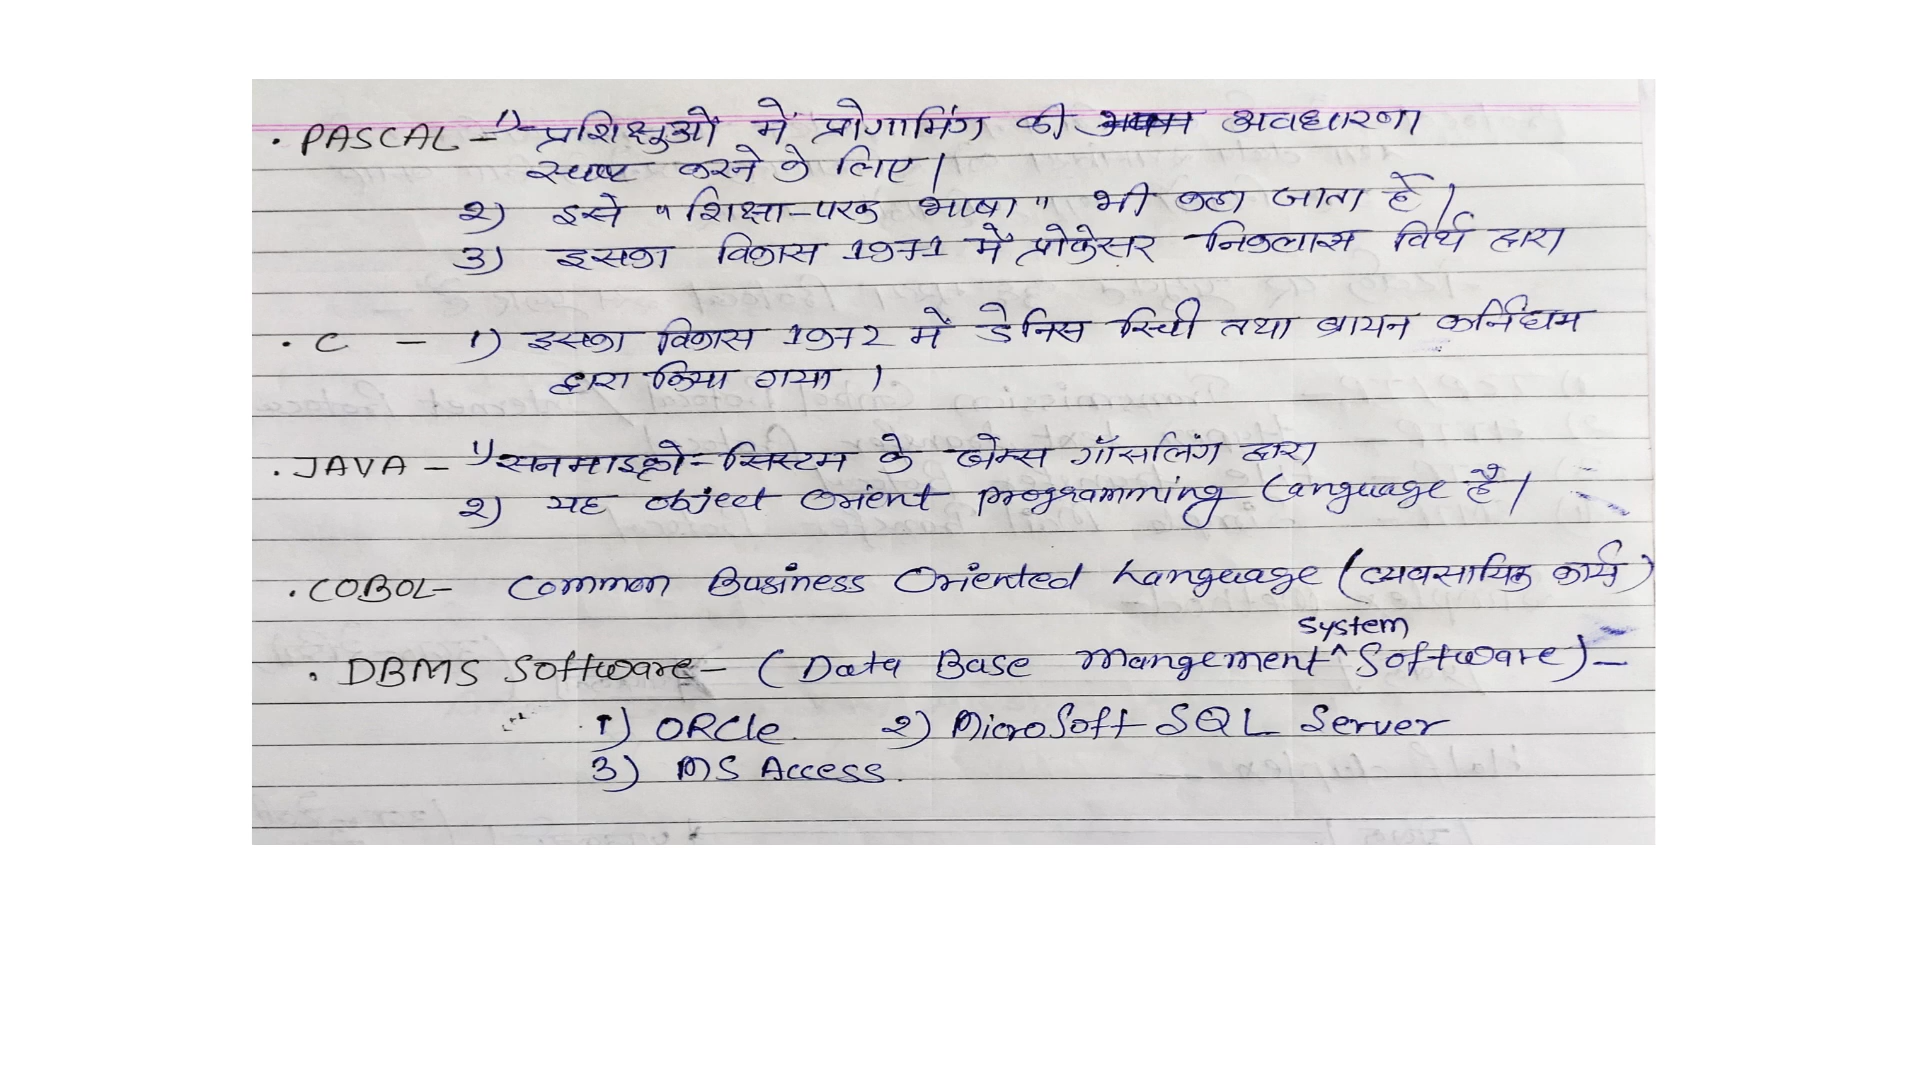 . PASCAL - 1) प्रशिक्षुओं में प्रोगामिंग की अवधारणा
स्पष्ट करने के लिए।
2) इसे "शिक्षा-परक भाषा" भी कहा जाता है।
3) इसका विकास 1971 में प्रोफेसर निकलास विर्थ द्वारा
. C - 1) इसका विकास 1972 में डेनिस रिची तथा ब्रायन कर्निंघम
द्वारा किया गया ।
. JAVA - 1) सनमाइक्रो-सिस्टम के जेम्स गॉसलिंग द्वारा
2) यह object orient programming Language है।
. COBOL- Common Business Oriented Language (व्यवसायिक कार्य)
system
. DBMS Software - (Data Base Mangement ^ Software) -
1) ORCle 2) MicroSoft SQL Server
3) MS Access.